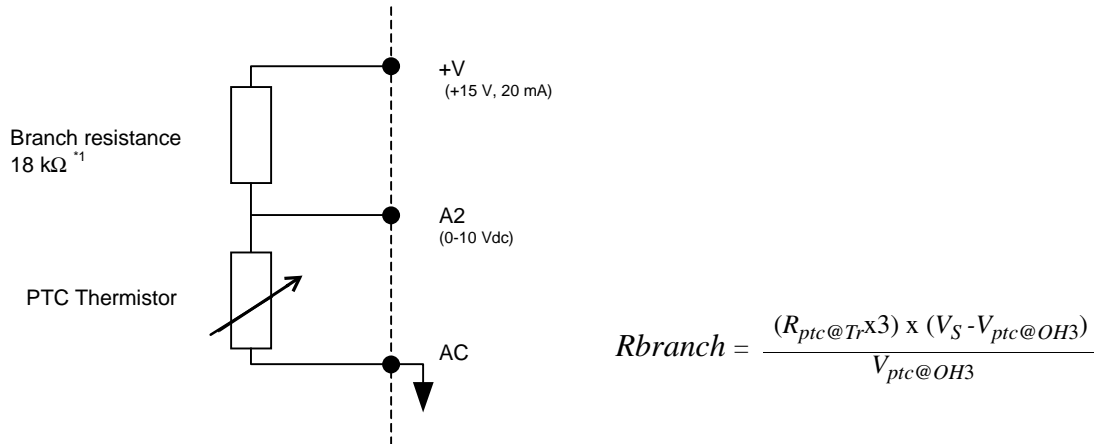 +V
(+15 V, 20 mA)
Branch resistance
18 kΩ *1
A2
(0-10 Vdc)
PTC Thermistor
AC
Rbranch = (Rptc@Trx3) x (VS -Vptc@OH3)
Vptc@OH3